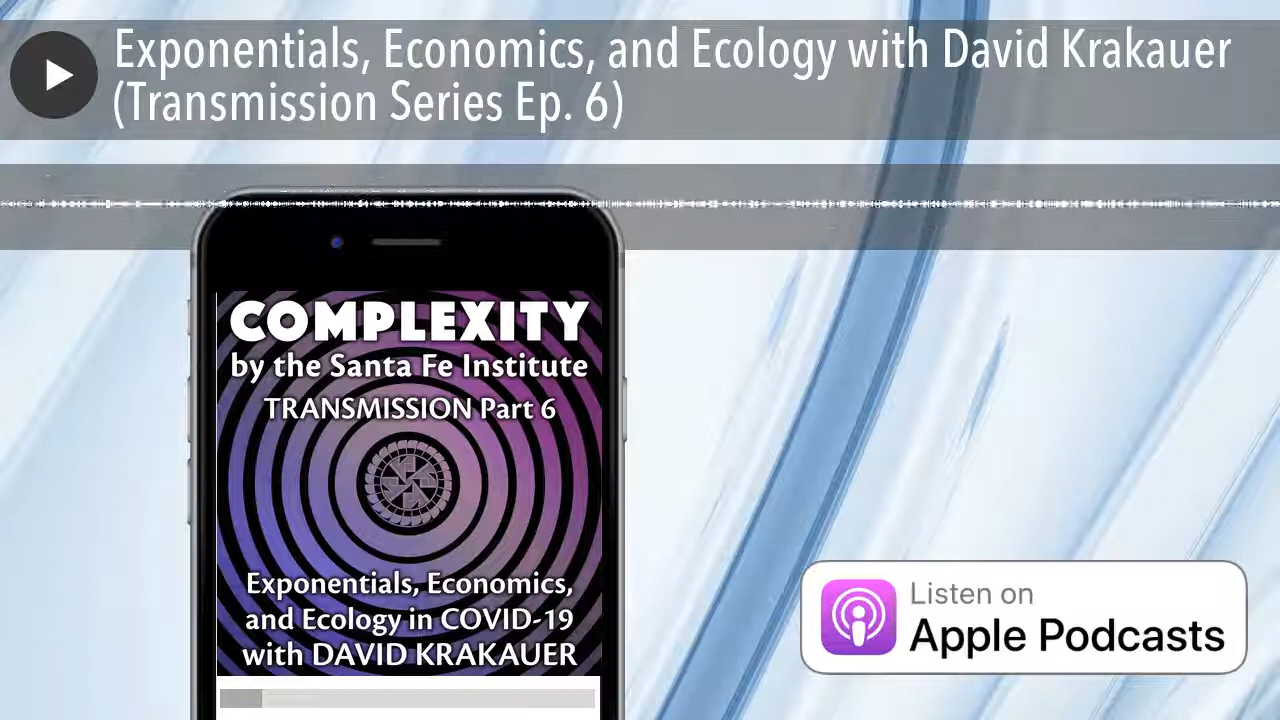 Exponentials, Economics, and Ecology with David Krakauer
(Transmission Series Ep. 6)
COMPLEXITY
by the Santa Fe Institute
TRANSMISSION Part 6
Exponentials, Economics,
and Ecology in COVID-19
with DAVID KRAKAUER
Listen on
Apple Podcasts